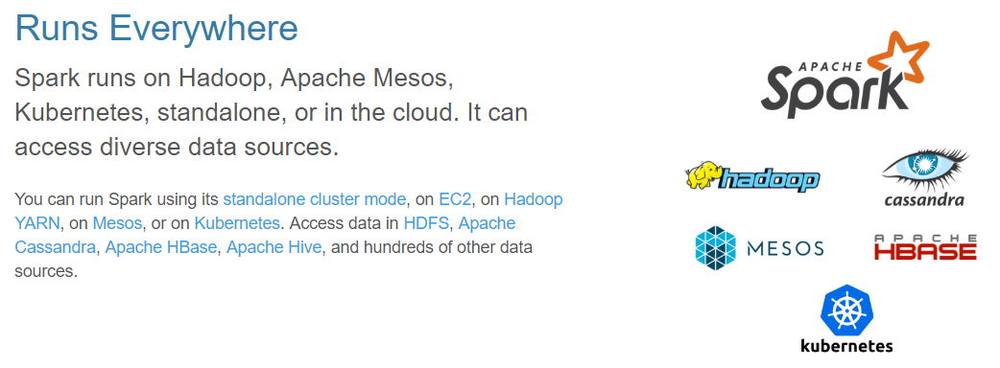 Runs Everywhere
Spark runs on Hadoop, Apache Mesos,
Kubernetes, standalone, or in the cloud. It can
access diverse data sources.
You can run Spark using its standalone cluster mode, on EC2, on Hadoop
YARN, on Mesos, or on Kubernetes. Access data in HDFS, Apache
Cassandra, Apache HBase, Apache Hive, and hundreds of other data
sources.
APACHE
Spark
hadoop
cassandra
MESOS
APACHE
HBASE
kubernetes